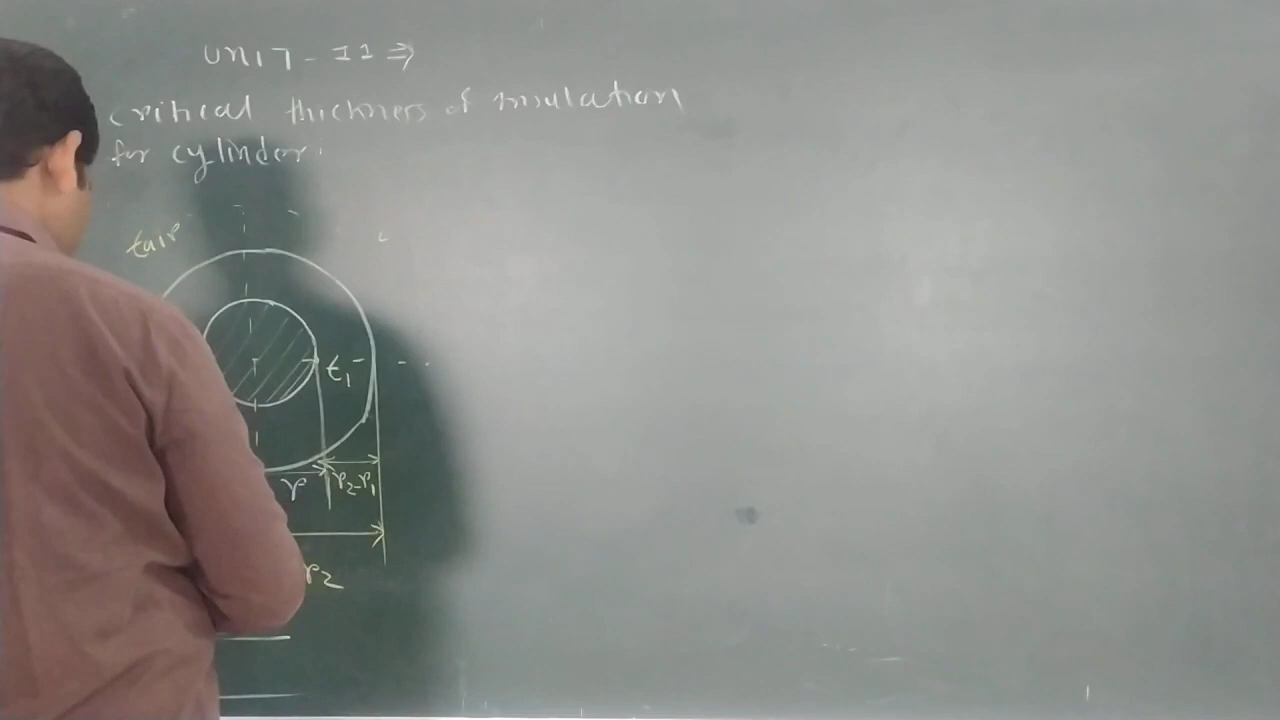 UNIT-II ⇒
critical thickness of insulation
for cylinder
tair
t1
r
r2-r1
r2